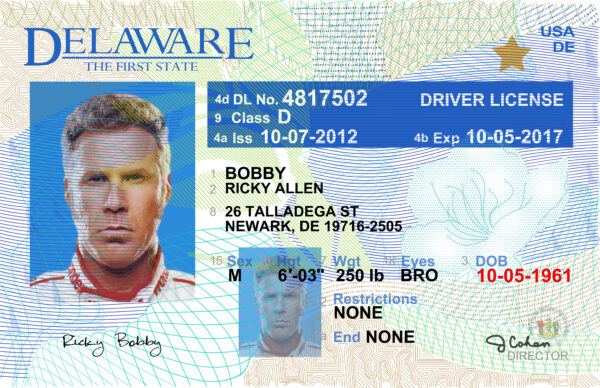 DELAWARE
THE FIRST STATE
USA
DE
4d DL No. 4817502
DRIVER LICENSE
9 Class D
4a Iss 10-07-2012 4b Exp 10-05-2017
1 BOBBY
2 RICKY ALLEN
8 26 TALLADEGA ST
NEWARK, DE 19716-2505
15 Sex 16 Hgt 17 Wgt 18 Eyes 3 DOB
M 6'-03" 250 lb BRO 10-05-1961
Restrictions
NONE
End NONE
Ricky Bobby
J Cohan
DIRECTOR